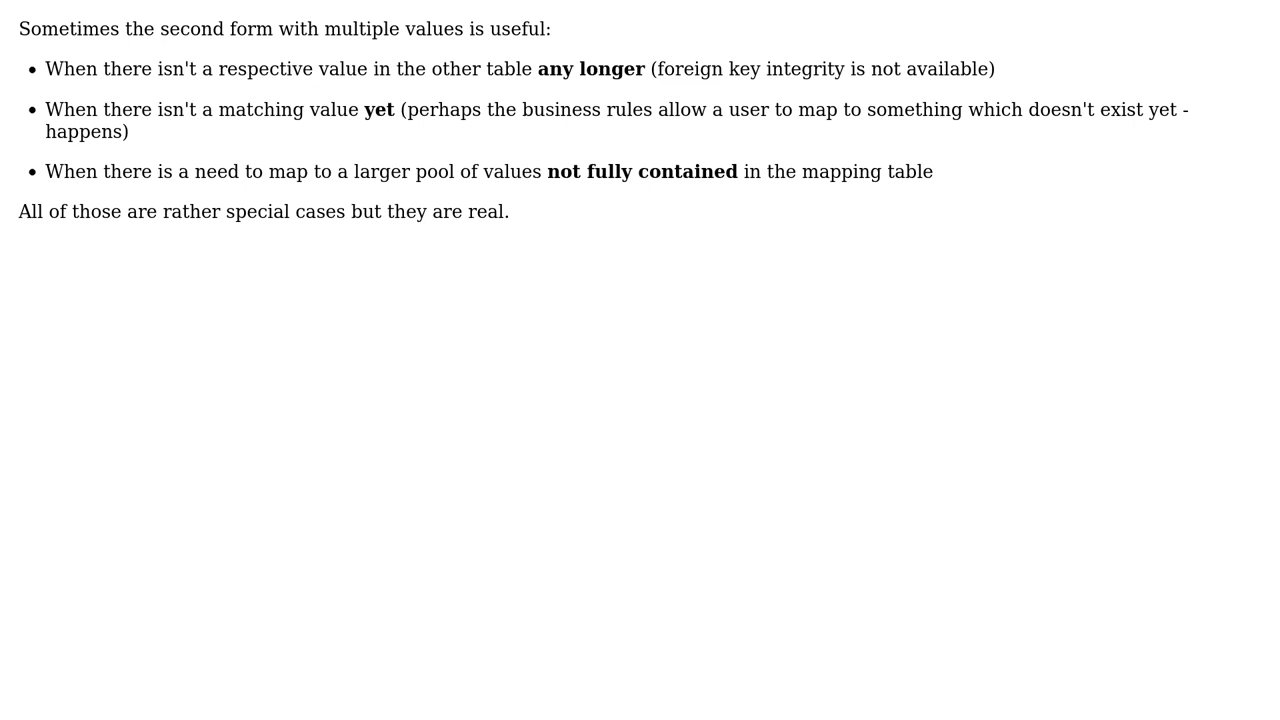 Sometimes the second form with multiple values is useful:
• When there isn't a respective value in the other table any longer (foreign key integrity is not available)
• When there isn't a matching value yet (perhaps the business rules allow a user to map to something which doesn't exist yet -
happens)
• When there is a need to map to a larger pool of values not fully contained in the mapping table
All of those are rather special cases but they are real.